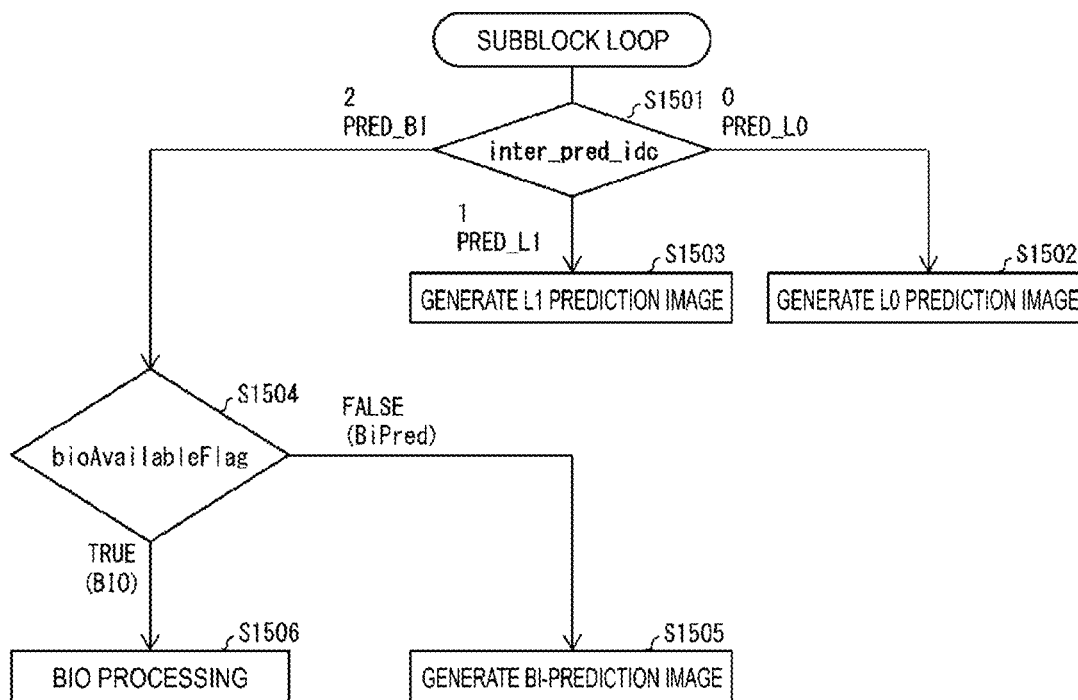 SUBBLOCK LOOP
S1501
2
PRED_BI
0
PRED_L0
inter_pred_idc
1
PRED_L1
S1503
S1502
GENERATE L1 PREDICTION IMAGE
GENERATE L0 PREDICTION IMAGE
S1504
FALSE
(BiPred)
bioAvailableFlag
TRUE
(BIO)
S1506
S1505
BIO PROCESSING
GENERATE BI-PREDICTION IMAGE